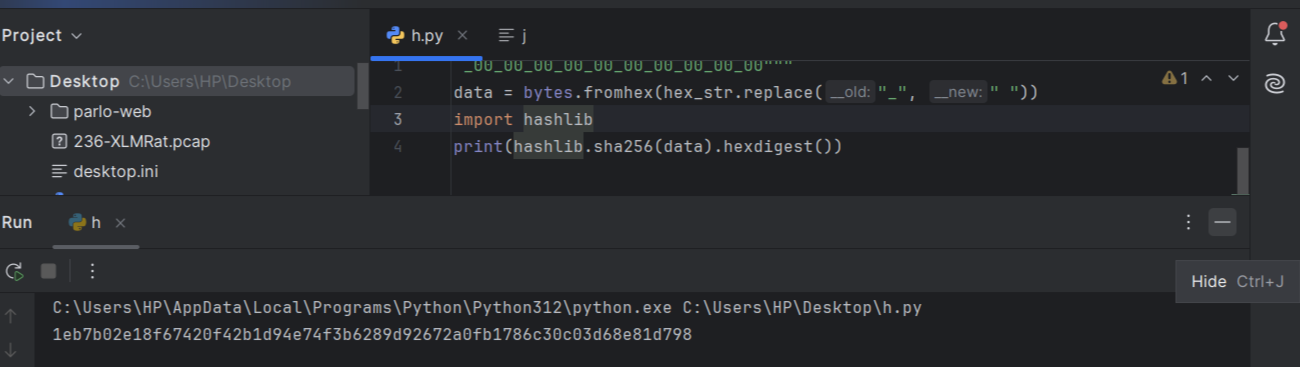 Project
h.py
j
Desktop C:\Users\HP\Desktop
parlo-web
236-XLMRat.pcap
desktop.ini
1 _00_00_00_00_00_00_00_00_00_00"""
2 data = bytes.fromhex(hex_str.replace( __old: "_", __new: " "))
3 import hashlib
4 print(hashlib.sha256(data).hexdigest())
1
Run
h
Hide Ctrl+J
C:\Users\HP\AppData\Local\Programs\Python\Python312\python.exe C:\Users\HP\Desktop\h.py
1eb7b02e18f67420f42b1d94e74f3b6289d92672a0fb1786c30c03d68e81d798